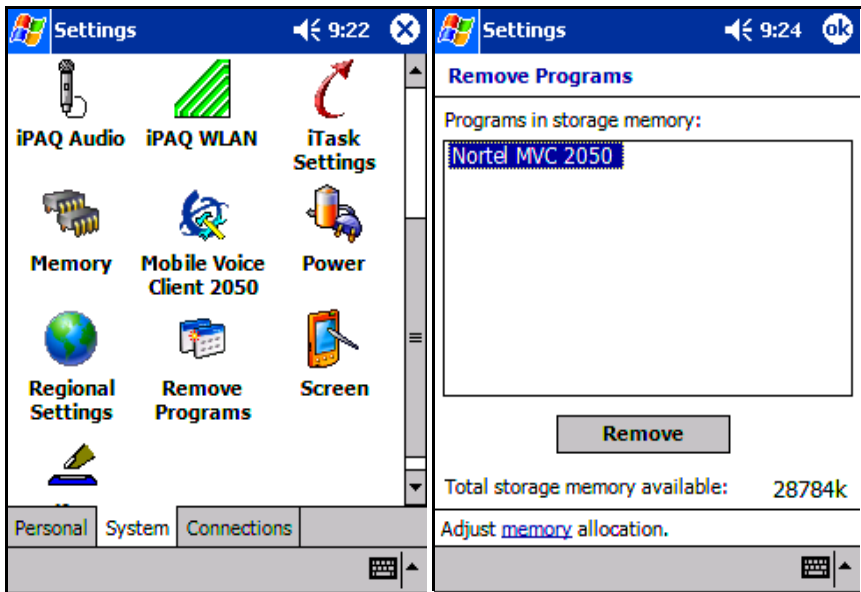 Settings 9:22
iPAQ Audio iPAQ WLAN iTask
Settings
Memory Mobile Voice Power
Client 2050
Regional Remove Screen
Settings Programs
Personal System Connections
Settings 9:24 ok
Remove Programs
Programs in storage memory:
Nortel MVC 2050
Remove
Total storage memory available: 28784k
Adjust memory allocation.